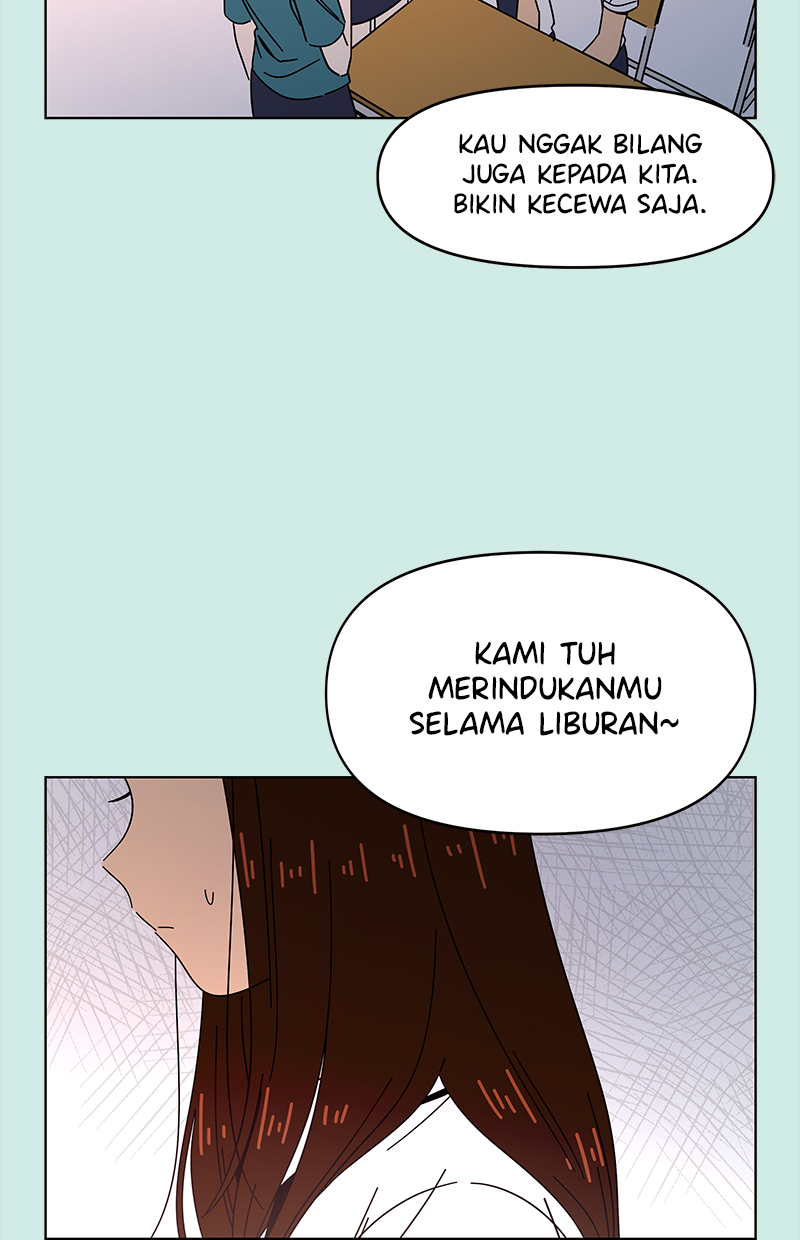 KAU NGGAK BILANG
JUGA KEPADA KITA.
BIKIN KECEWA SAJA.
KAMI TUH
MERINDUKANMU
SELAMA LIBURAN~